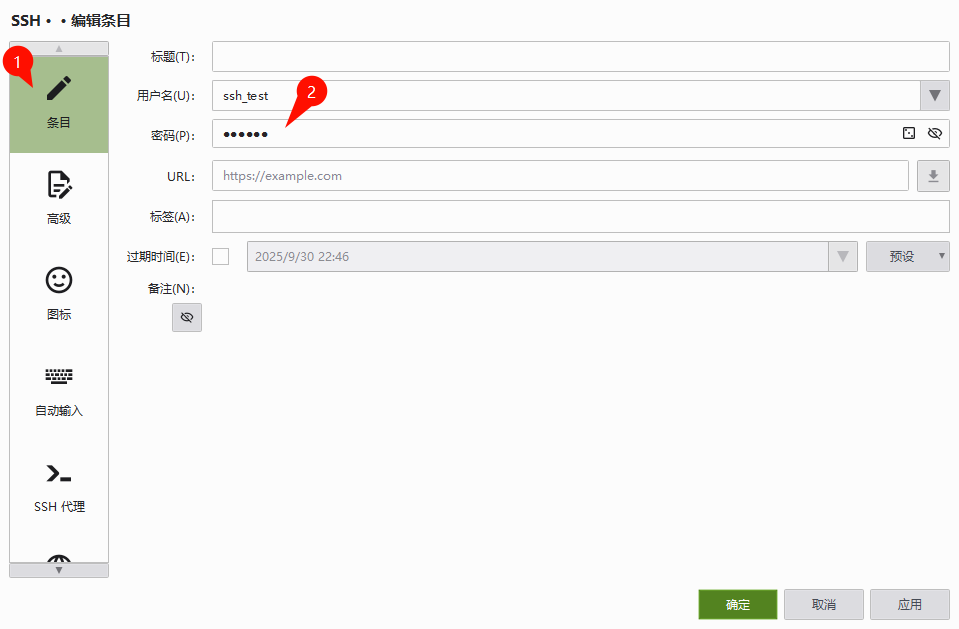 SSH • • 编辑条目
1
条目
高级
图标
自动输入
SSH 代理
标题(T):
用户名(U):
ssh_test
2
密码(P):
●●●●●●
URL:
https://example.com
标签(A):
过期时间(E):
2025/9/30 22:46
预设
备注(N):
确定
取消
应用